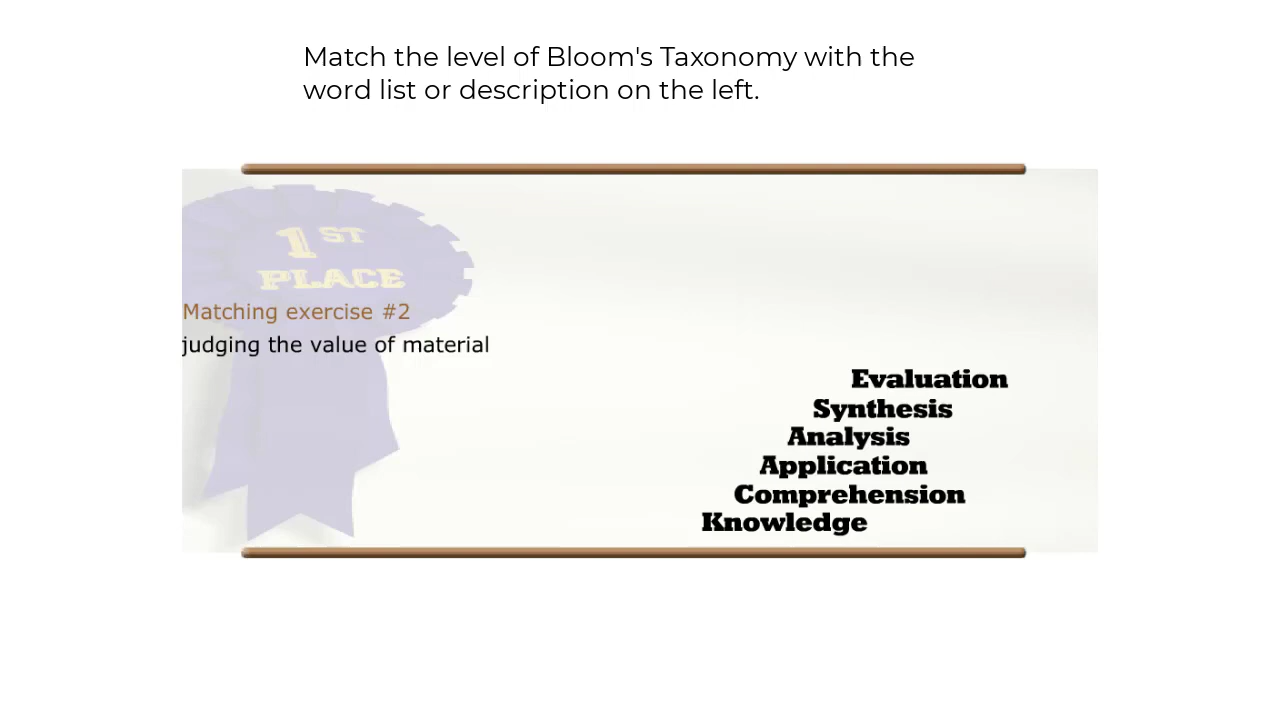 Match the level of Bloom's Taxonomy with the
word list or description on the left.
1ST
PLACE
Matching exercise #2
judging the value of material
Evaluation
Synthesis
Analysis
Application
Comprehension
Knowledge